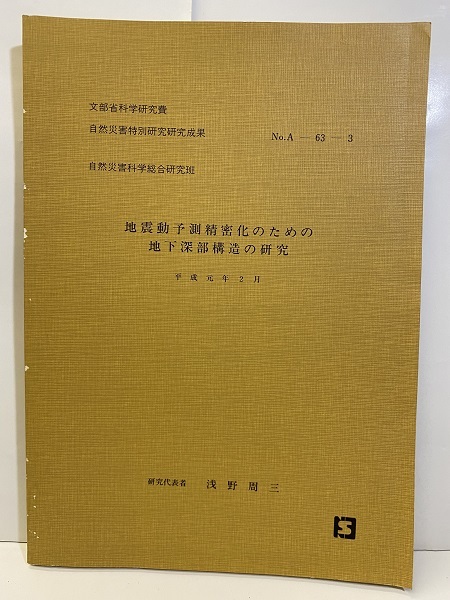 文部省科学研究費
自然災害特別研究研究成果 No.A — 63 — 3
自然災害科学総合研究班
地震動予測精密化のための
地下深部構造の研究
平成元年2月
研究代表者 浅野周三